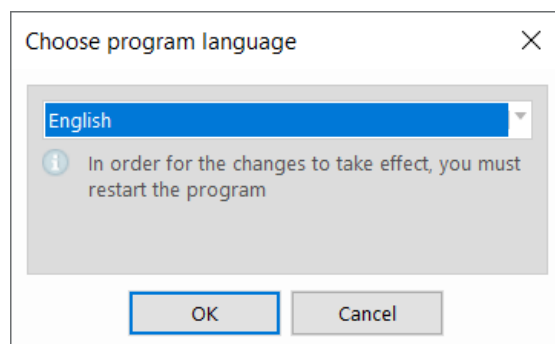 Choose program language
English
In order for the changes to take effect, you must
restart the program
OK
Cancel